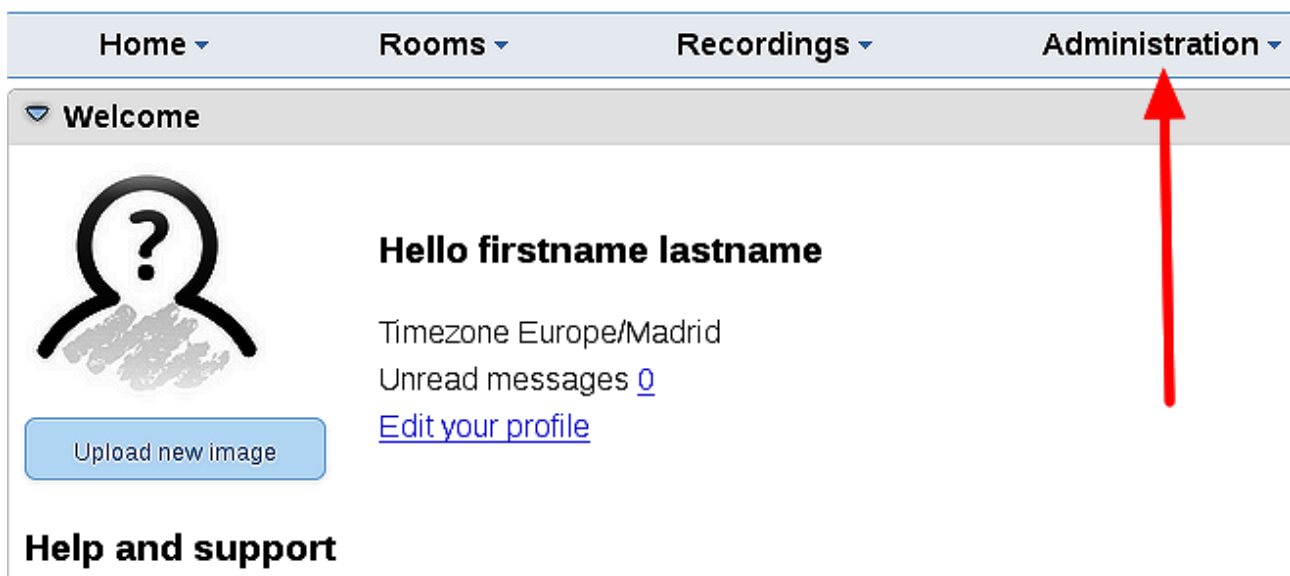 Home Rooms Recordings Administration
Welcome
?
Hello firstname lastname
Timezone Europe/Madrid
Unread messages 0
Edit your profile
Upload new image
Help and support